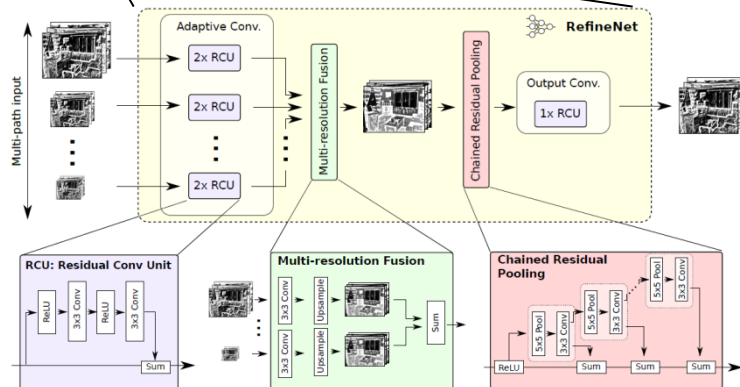 Adaptive Conv.
RefineNet
Multi-path input
2x RCU
2x RCU
2x RCU
Multi-resolution Fusion
Chained Residual Pooling
Output Conv.
1x RCU
RCU: Residual Conv Unit
ReLU
3x3 Conv
ReLU
3x3 Conv
Sum
Multi-resolution Fusion
3x3 Conv
Upsample
3x3 Conv
Upsample
Sum
Chained Residual
Pooling
ReLU
5x5 Pool
3x3 Conv
5x5 Pool
3x3 Conv
5x5 Pool
3x3 Conv
Sum
Sum
Sum